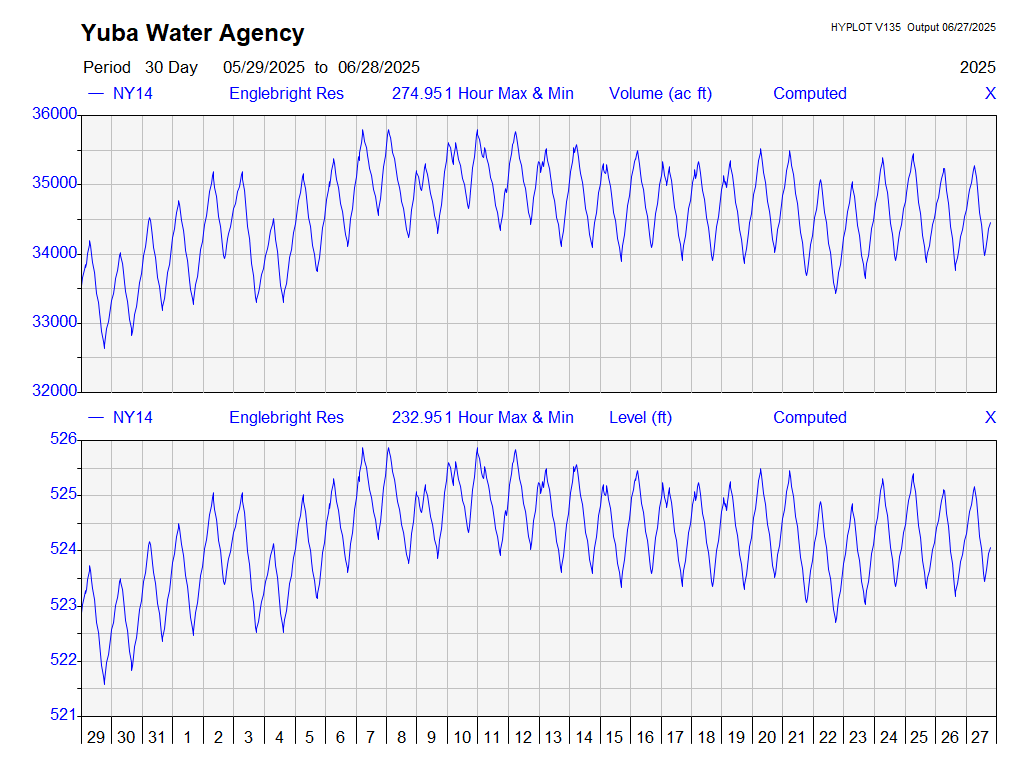 Yuba Water Agency
HYPLOT V135 Output 06/27/2025
Period 30 Day 05/29/2025 to 06/28/2025
2025
NY14 Englebright Res 274.951 Hour Max & Min Volume (ac ft) Computed X
36000
35000
34000
33000
32000
NY14 Englebright Res 232.951 Hour Max & Min Level (ft) Computed X
526
525
524
523
522
521
29 30 31 1 2 3 4 5 6 7 8 9 10 11 12 13 14 15 16 17 18 19 20 21 22 23 24 25 26 27